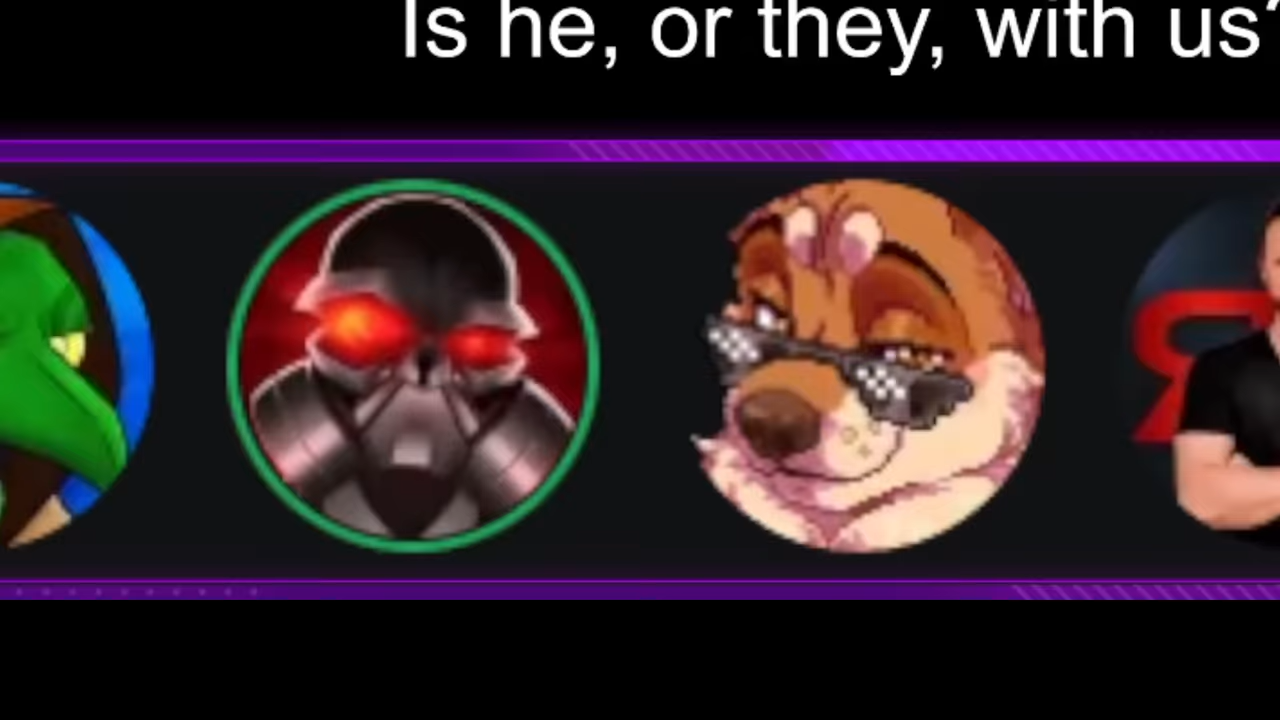 Is he, or they, with us?